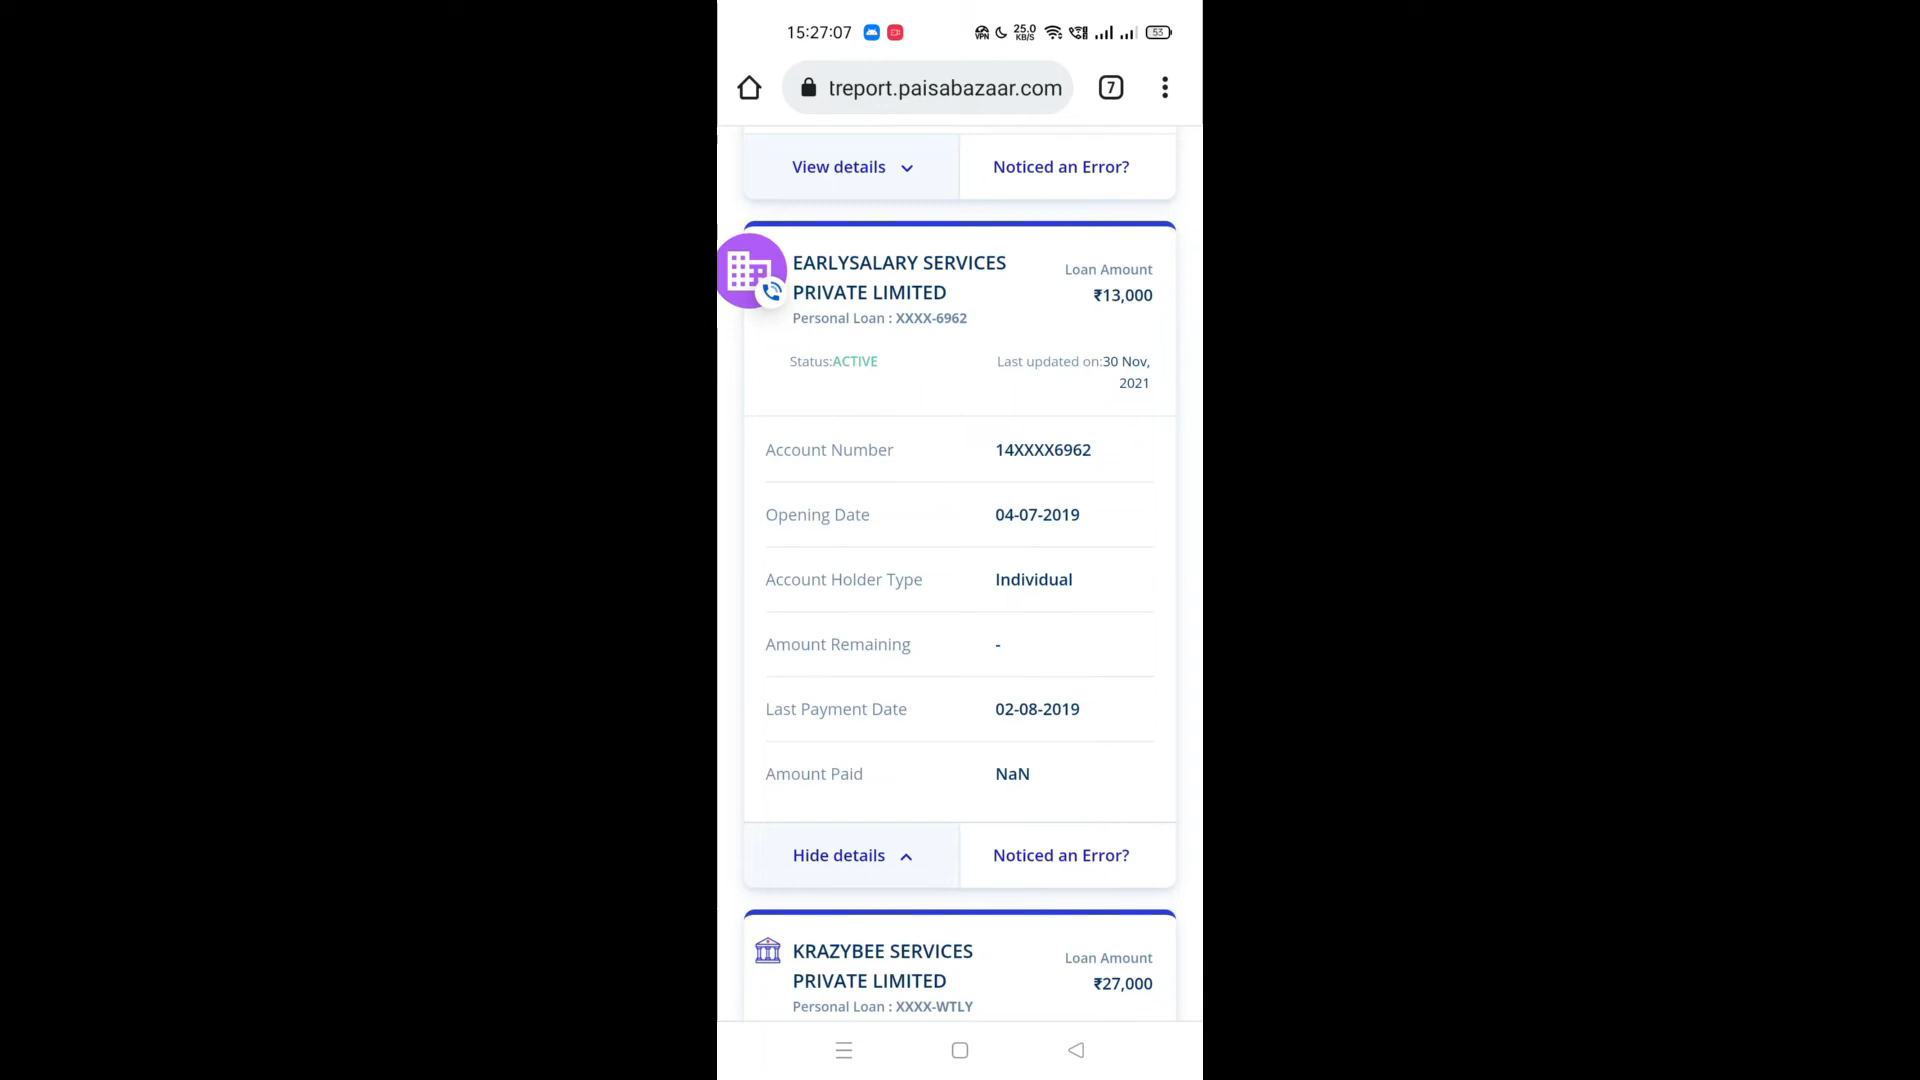 15:27:07
VPN
25.0
KB/S
53
treport.paisabazaar.com
7
View details
Noticed an Error?
EARLYSALARY SERVICES
PRIVATE LIMITED
Loan Amount
₹13,000
Personal Loan : XXXX-6962
Status:ACTIVE
Last updated on:30 Nov,
2021
Account Number 14XXXX6962
Opening Date 04-07-2019
Account Holder Type Individual
Amount Remaining -
Last Payment Date 02-08-2019
Amount Paid NaN
Hide details
Noticed an Error?
KRAZYBEE SERVICES
PRIVATE LIMITED
Loan Amount
₹27,000
Personal Loan : XXXX-WTLY